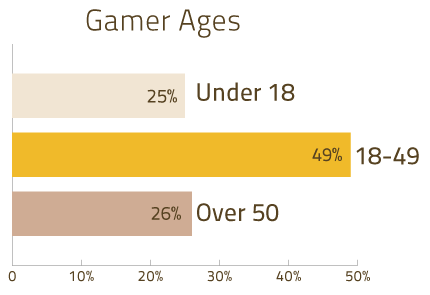 Gamer Ages
25% Under 18
49% 18-49
26% Over 50
0 10% 20% 30% 40% 50%